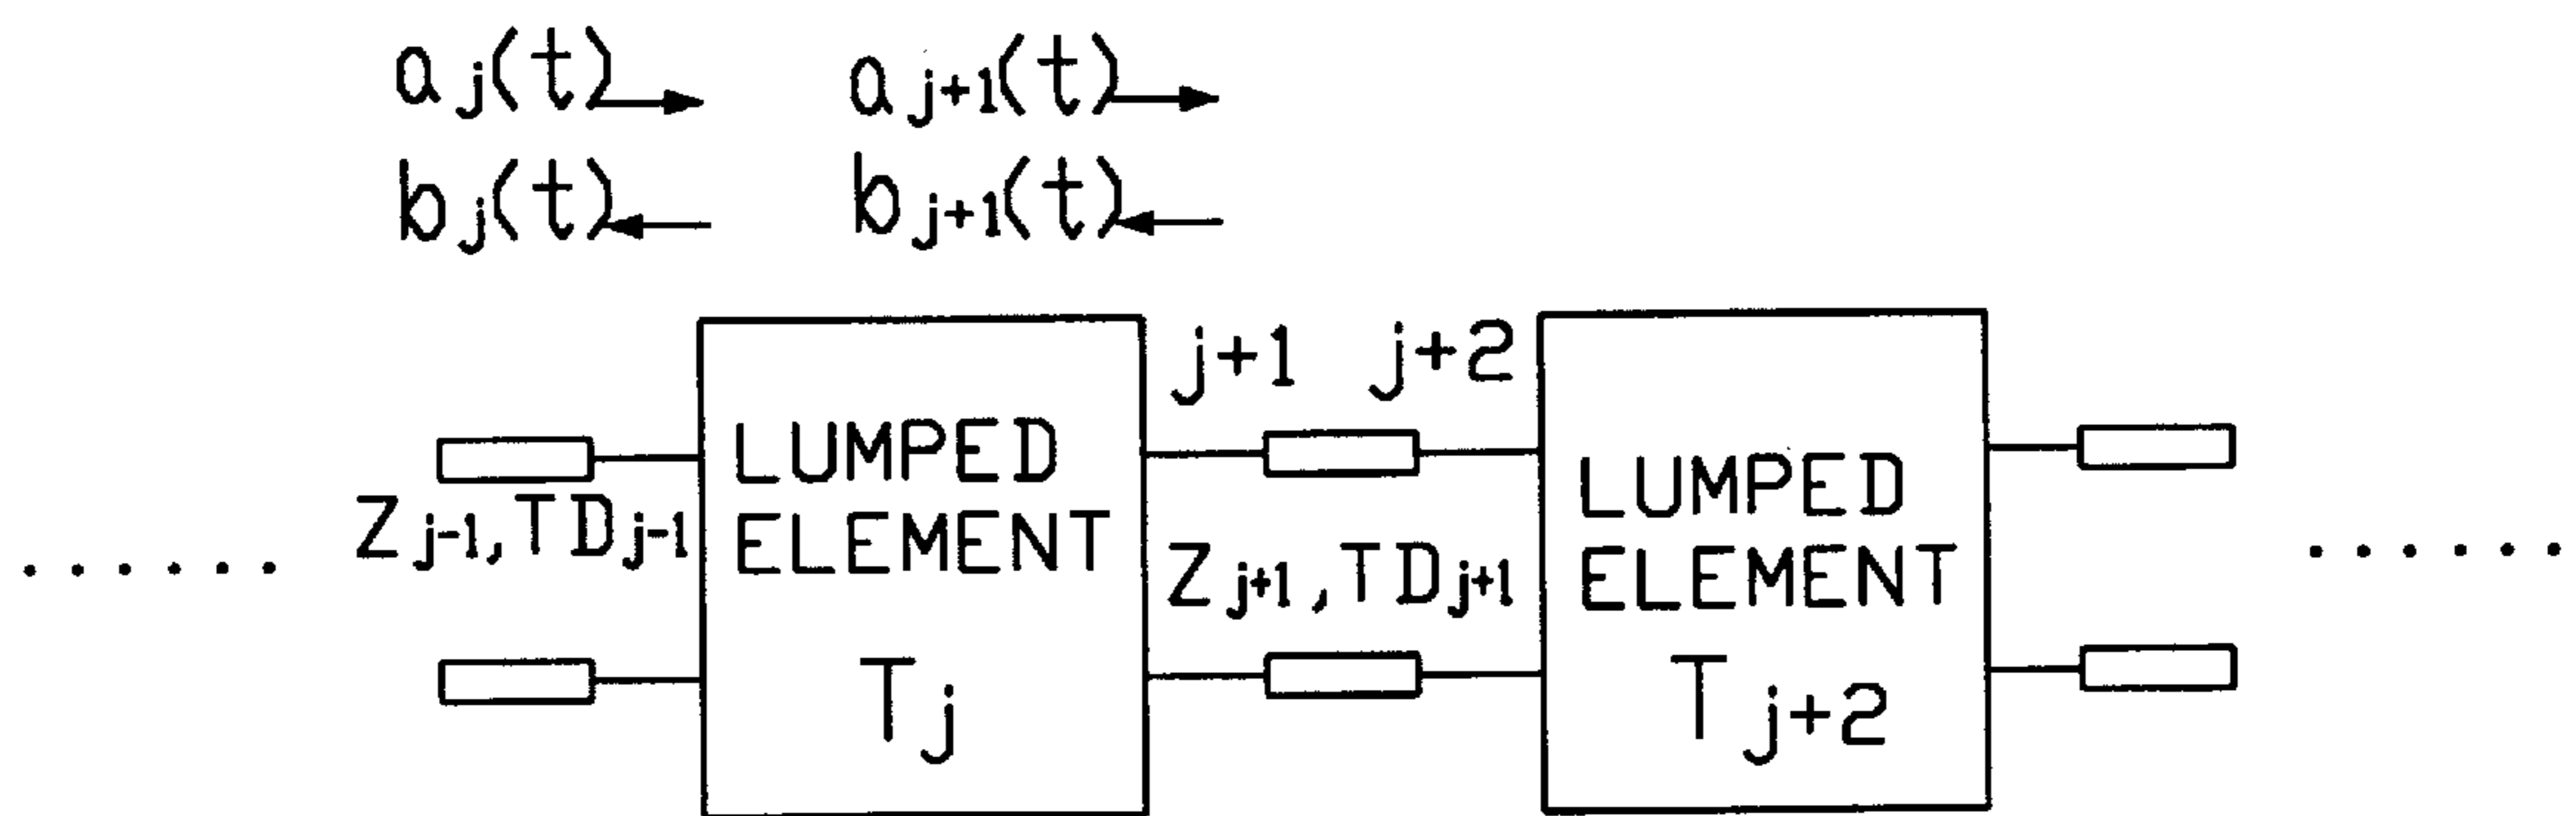 aj(t) aj+1(t)
bj(t) bj+1(t)
j+1 j+2
LUMPED
ELEMENT
Tj
Zj-1,TDj-1
Zj+1,TDj+1
LUMPED
ELEMENT
Tj+2